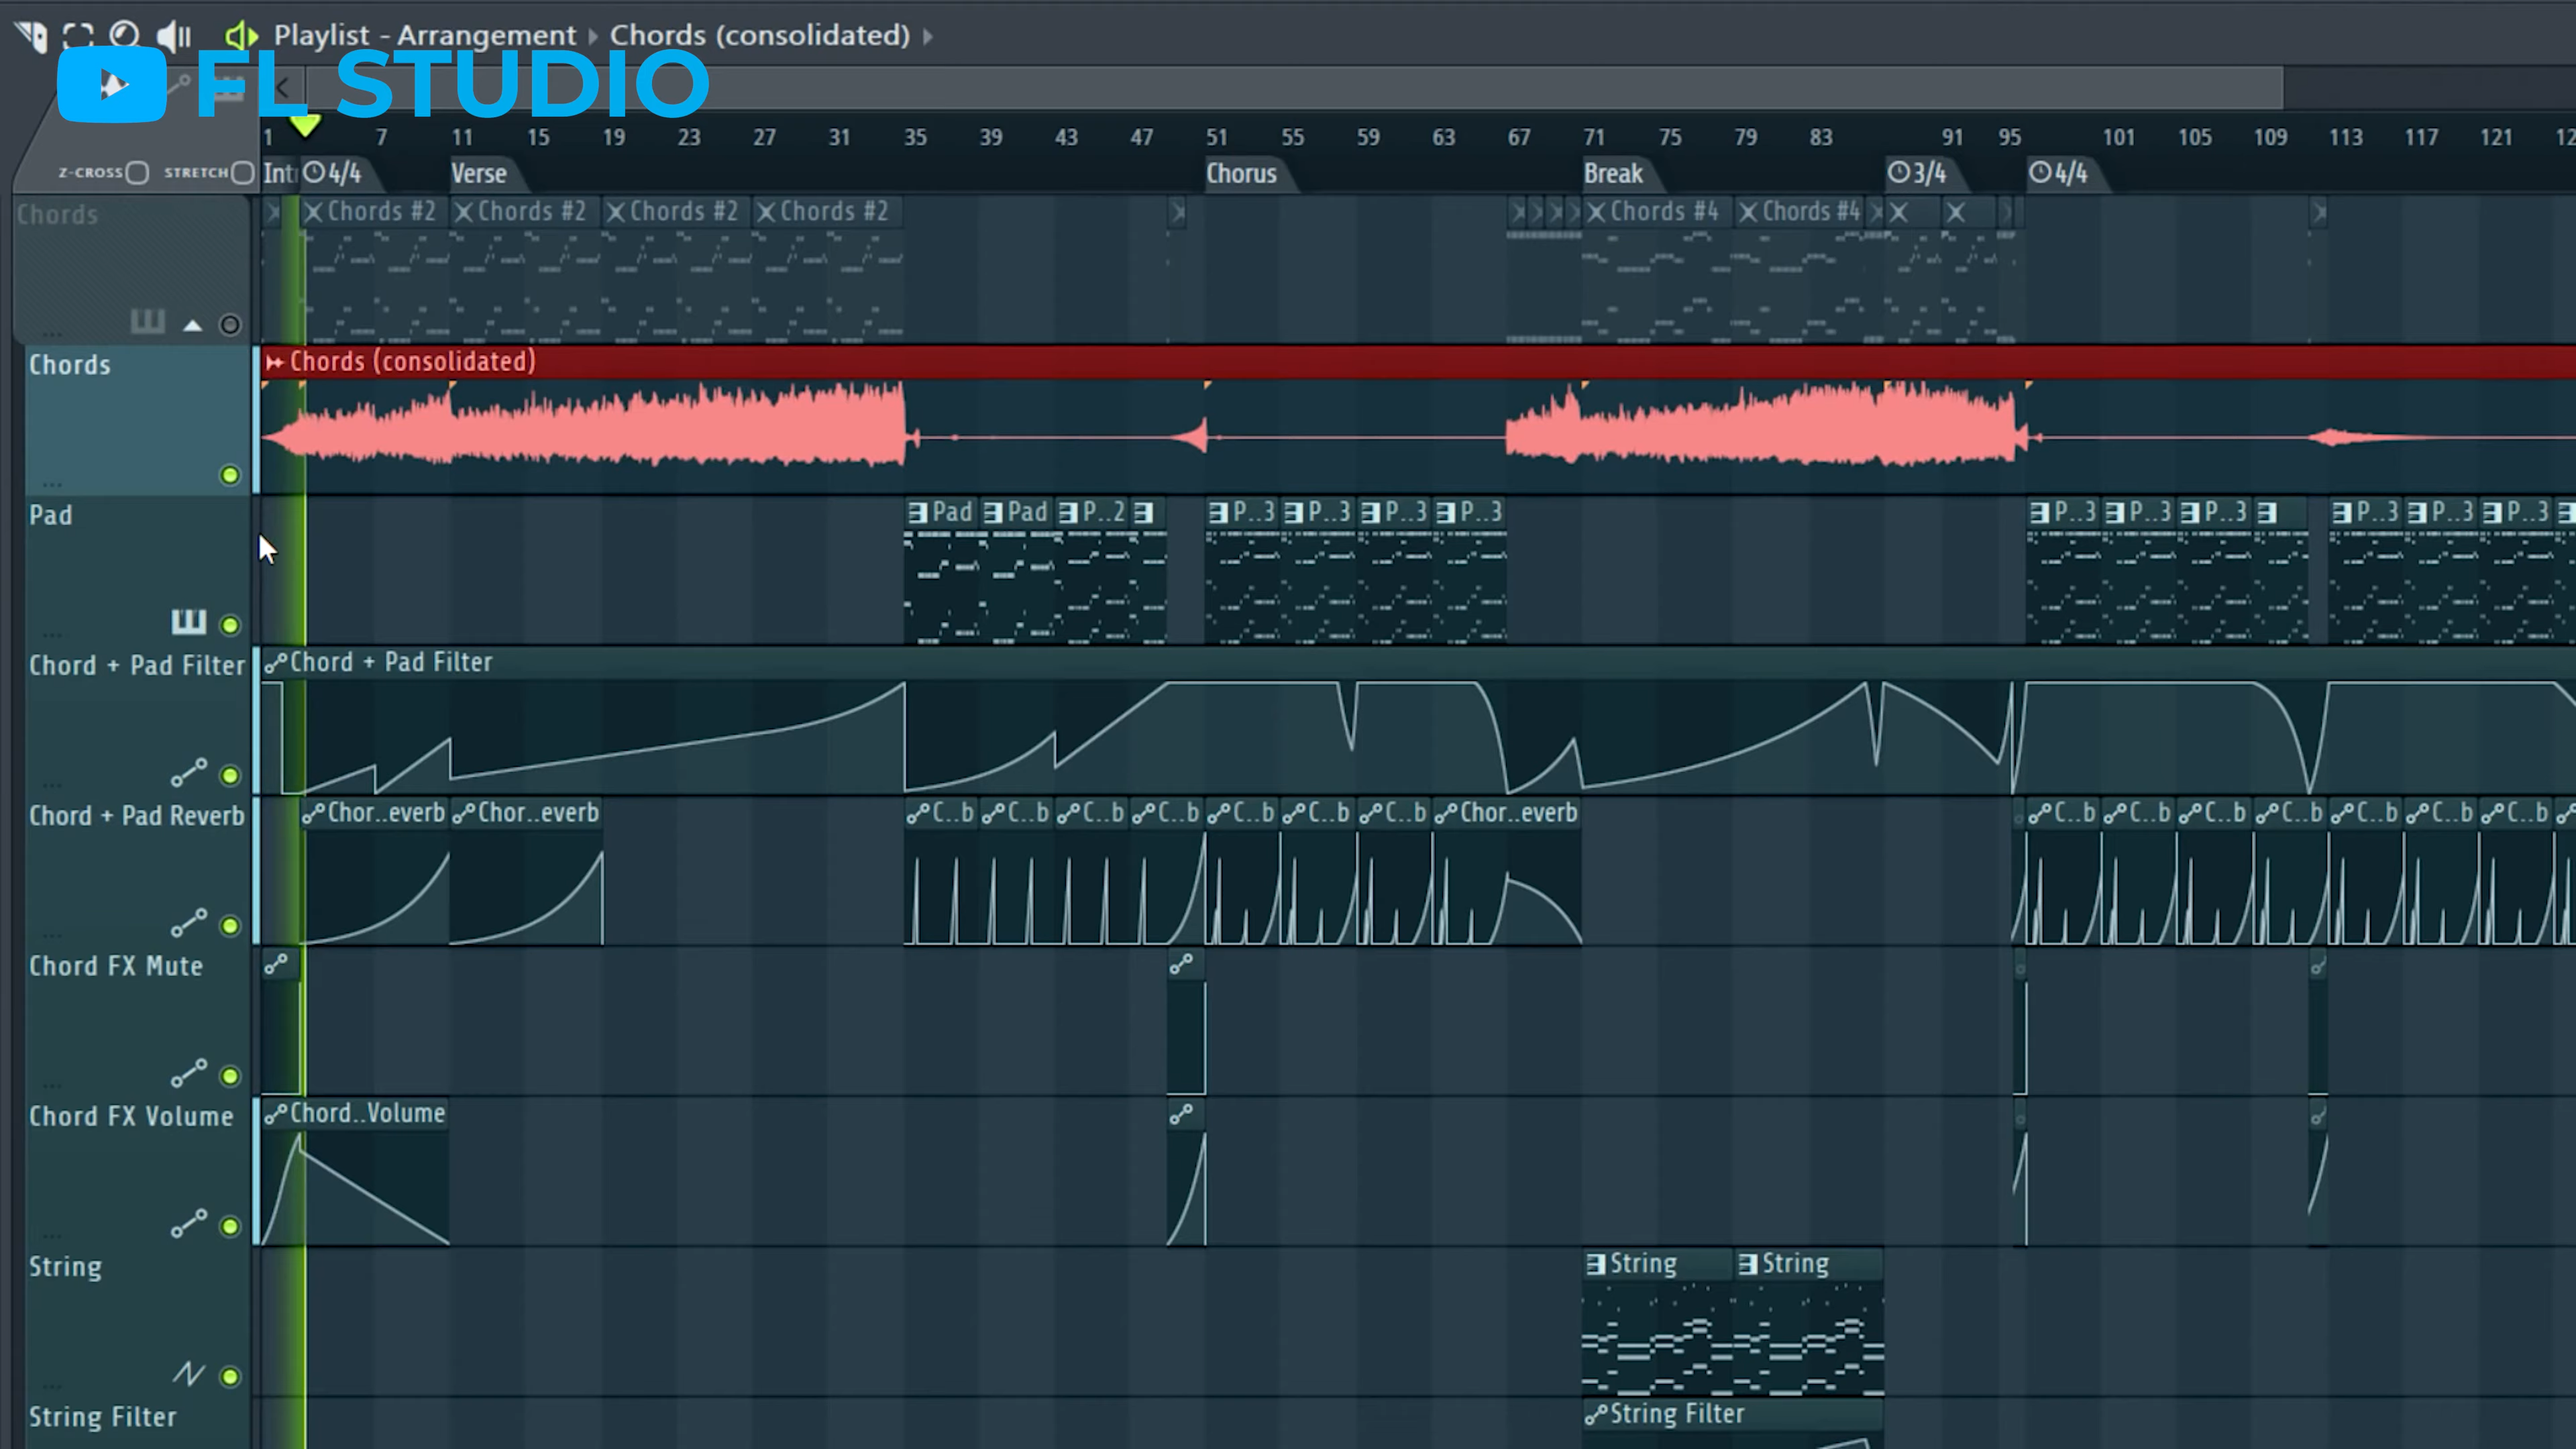 Playlist - Arrangement Chords (consolidated)
FL STUDIO
1 7 11 15 19 23 27 31 35 39 43 47 51 55 59 63 67 71 75 79 83 91 95 101 105 109 113 117 121
Z-CROSS STRETCH
4/4 Verse Chorus Break 3/4 4/4
Chords
Chords #2 Chords #2 Chords #2 Chords #2 Chords #4 Chords #4
Chords
Chords (consolidated)
Pad
Pad Pad P..2 P..3 P..3 P..3 P..3 P..3 P..3 P..3 P..3 P..3 P..3
Chord + Pad Filter
Chord + Pad Filter
Chord + Pad Reverb
Chor..everb Chor..everb C..b C..b C..b C..b C..b C..b C..b Chor..everb C..b C..b C..b C..b C..b C..b C..b
Chord FX Mute
Chord FX Volume
Chord..Volume
String
String String
String Filter
String Filter